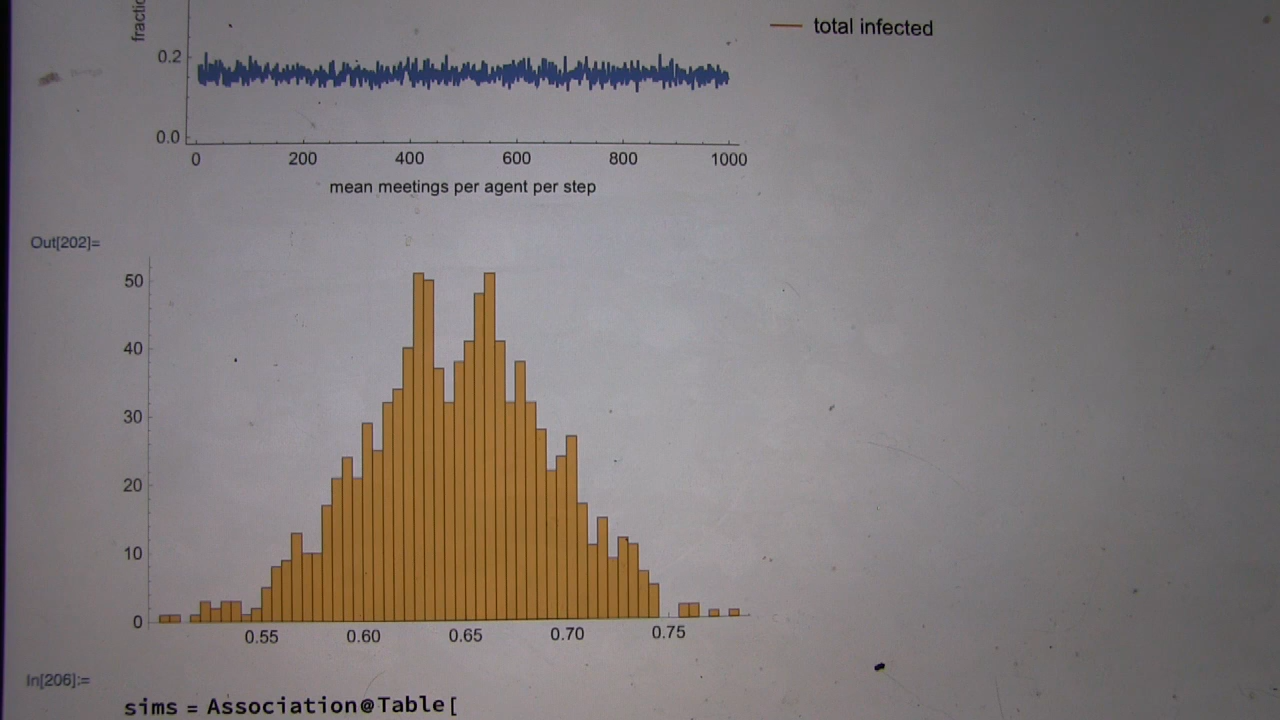 fractio
total infected
0.2
0.0
0 200 400 600 800 1000
mean meetings per agent per step
Out[202]=
50
40
30
20
10
0
0.55 0.60 0.65 0.70 0.75
In[206]:=
sims = Association@Table[